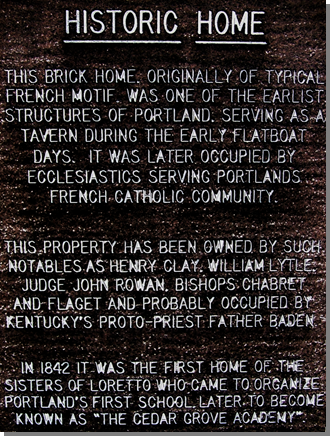 HISTORIC HOME
THIS BRICK HOME, ORIGINALLY OF TYPICAL
FRENCH MOTIF, WAS ONE OF THE EARLIST
STRUCTURES OF PORTLAND, SERVING AS A
TAVERN DURING THE EARLY FLATBOAT
DAYS. IT WAS LATER OCCUPIED BY
ECCLESIASTICS SERVING PORTLANDS
FRENCH CATHOLIC COMMUNITY.
THIS PROPERTY HAS BEEN OWNED BY SUCH
NOTABLES AS HENRY CLAY, WILLIAM LYTLE,
JUDGE JOHN ROWAN, BISHOPS CHABRET
AND FLAGET AND PROBABLY OCCUPIED BY
KENTUCKY'S PROTO-PRIEST FATHER BADEN.
IN 1842 IT WAS THE FIRST HOME OF THE
SISTERS OF LORETTO WHO CAME TO ORGANIZE
PORTLAND'S FIRST SCHOOL, LATER TO BECOME
KNOWN AS "THE CEDAR GROVE ACADEMY".